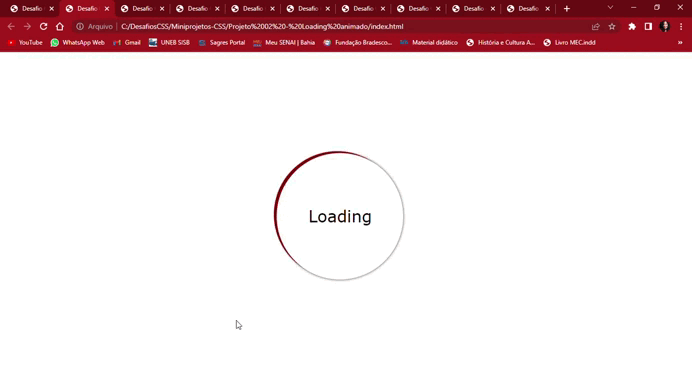 Desafio Desafio Desafio Desafio Desafio Desafio Desafio Desafio Desafio Desafio
Arquivo C:/DesafiosCSS/Miniprojetos-CSS/Projeto%2002%20-%20Loading%20animado/index.html
YouTube WhatsApp Web Gmail UNEB SISB Sagres Portal Meu SENAI | Bahia Fundação Bradesco... Material didático História e Cultura A... Livro MEC.indd »
Loading